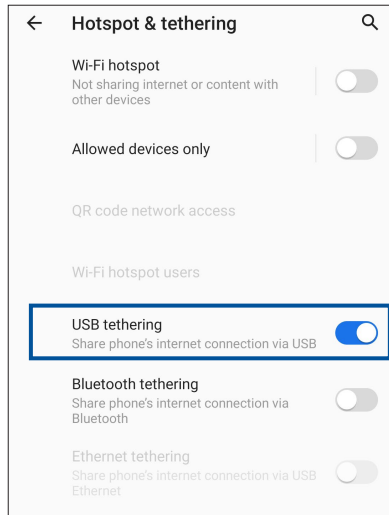 Hotspot & tethering
Wi-Fi hotspot
Not sharing internet or content with
other devices
Allowed devices only
QR code network access
Wi-Fi hotspot users
USB tethering
Share phone's internet connection via USB
Bluetooth tethering
Share phone's internet connection via
Bluetooth
Ethernet tethering
Share phone's internet connection via USB
Ethernet